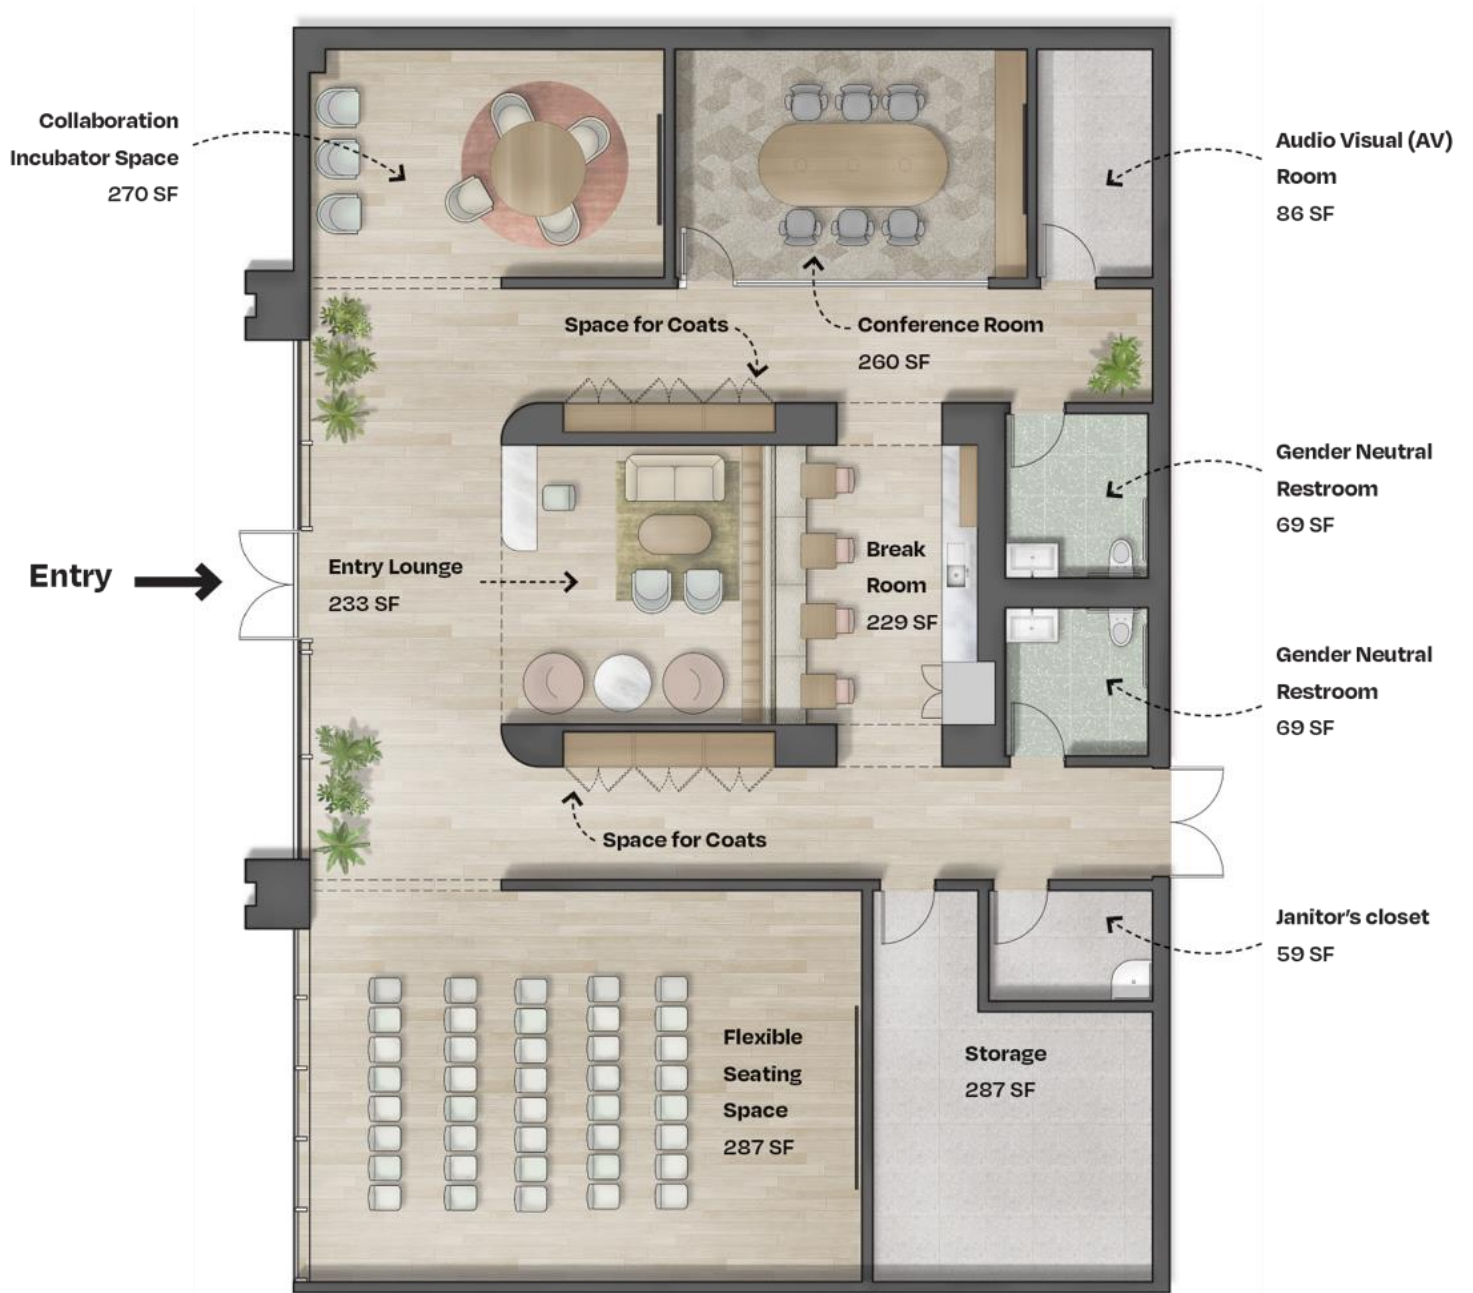 Collaboration
Incubator Space
270 SF
Audio Visual (AV)
Room
86 SF
Space for Coats
Conference Room
260 SF
Gender Neutral
Restroom
69 SF
Entry
Entry Lounge
233 SF
Break
Room
229 SF
Gender Neutral
Restroom
69 SF
Space for Coats
Janitor's closet
59 SF
Flexible
Seating
Space
287 SF
Storage
287 SF